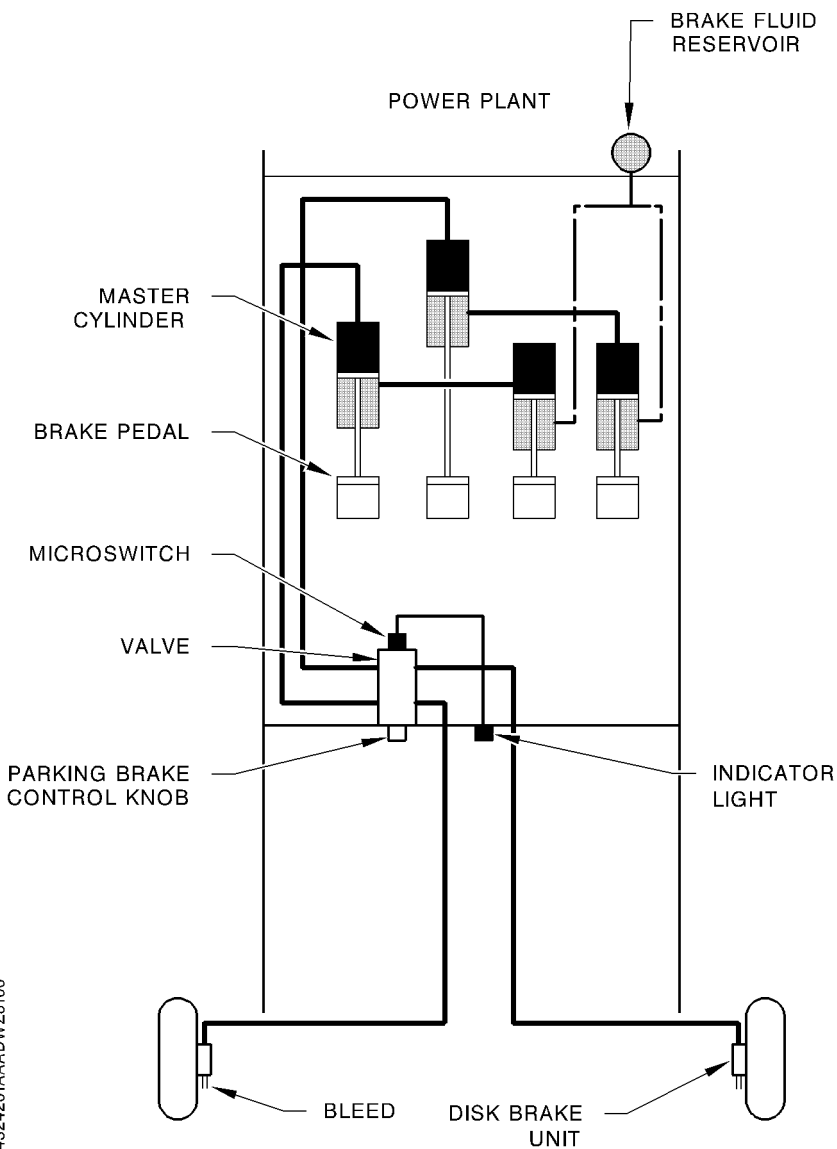 BRAKE FLUID
RESERVOIR
POWER PLANT
MASTER
CYLINDER
BRAKE PEDAL
MICROSWITCH
VALVE
PARKING BRAKE
CONTROL KNOB
INDICATOR
LIGHT
BLEED
DISK BRAKE
UNIT